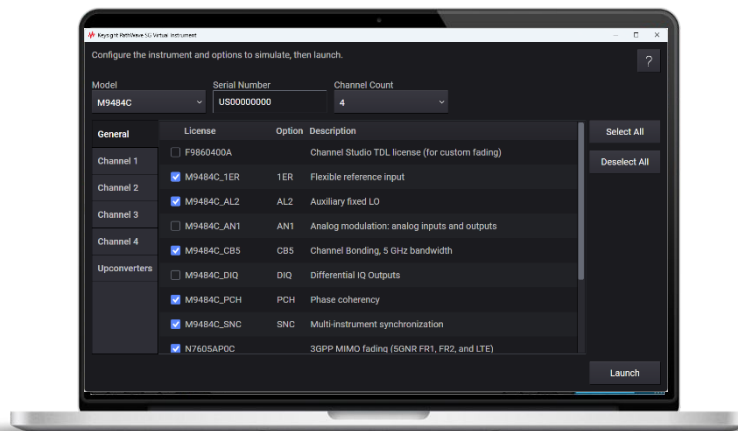 Keysight PathWave SG Virtual Instrument
Configure the instrument and options to simulate, then launch.
?
Model Serial Number Channel Count
M9484C US00000000 4
General License Option Description Select All
F9860400A Channel Studio TDL license (for custom fading)
Channel 1 Deselect All
M9484C_1ER 1ER Flexible reference input
Channel 2
M9484C_AL2 AL2 Auxiliary fixed LO
Channel 3
M9484C_AN1 AN1 Analog modulation: analog inputs and outputs
Channel 4
M9484C_CB5 CB5 Channel Bonding, 5 GHz bandwidth
Upconverters
M9484C_DIQ DIQ Differential IQ Outputs
M9484C_PCH PCH Phase coherency
M9484C_SNC SNC Multi-instrument synchronization
N7605APOC 3GPP MIMO fading (5GNR FR1, FR2, and LTE)
Launch